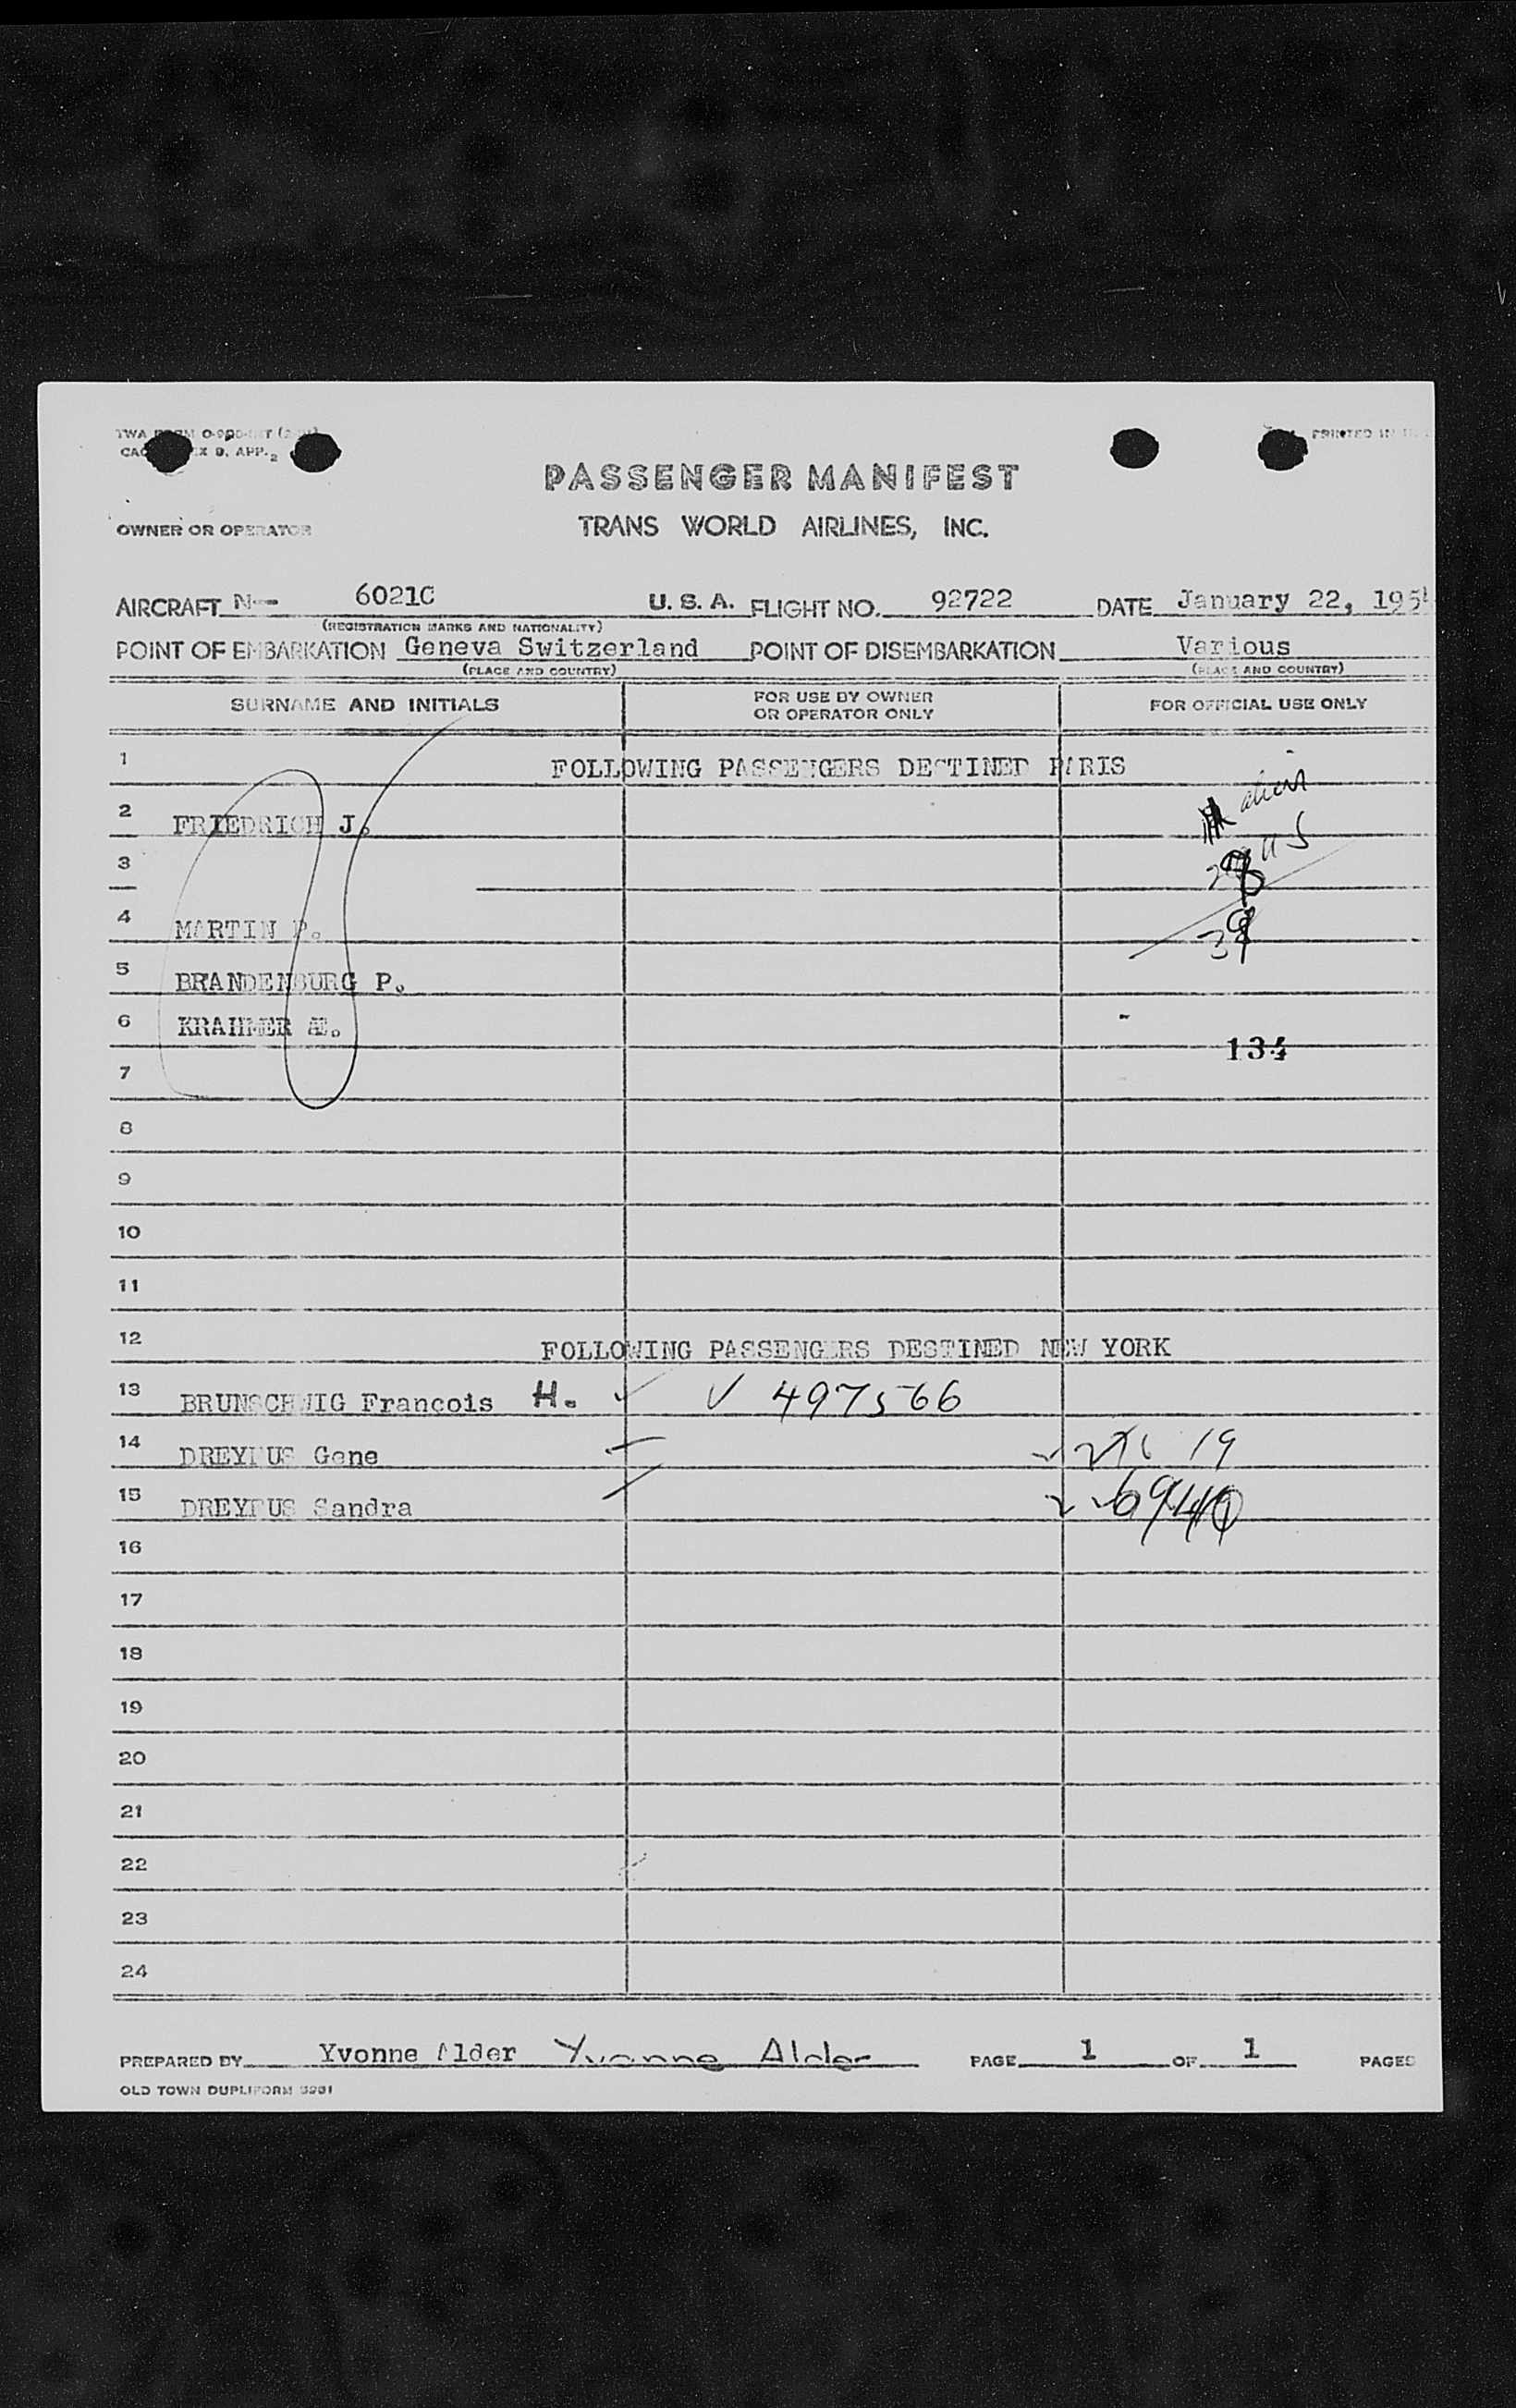 PASSENGER MANIFEST
OWNER OR OPERATOR TRANS WORLD AIRLINES, INC.
AIRCRAFT N-- 6021C U. S. A. FLIGHT NO. 92722 DATE January 22, 195
(REGISTRATION MARKS AND NATIONALITY)
POINT OF EMBARKATION Geneva Switzerland POINT OF DISEMBARKATION Various
(PLACE AND COUNTRY) (PLACE AND COUNTRY)
SURNAME AND INITIALS FOR USE BY OWNER OR OPERATOR ONLY FOR OFFICIAL USE ONLY
1 FOLLOWING PASSENGERS DESTINED PARIS
2 FRIEDRICH J. alien
3 US
4 MARTIN P.
5 BRANDENBURG P.
6 KRAHMER
134
7
8
9
10
11
12 FOLLOWING PASSENGERS DESTINED NEW YORK
13 BRUNSCHWIG Francois H. ✓ ✓ 497566
14 DREYFUS Gene 19
15 DREYFUS Sandra
16
17
18
19
20
21
22
23
24
PREPARED BY Yvonne Alder Yvonne Alder PAGE 1 OF 1 PAGES
OLD TOWN DUPLIFORM